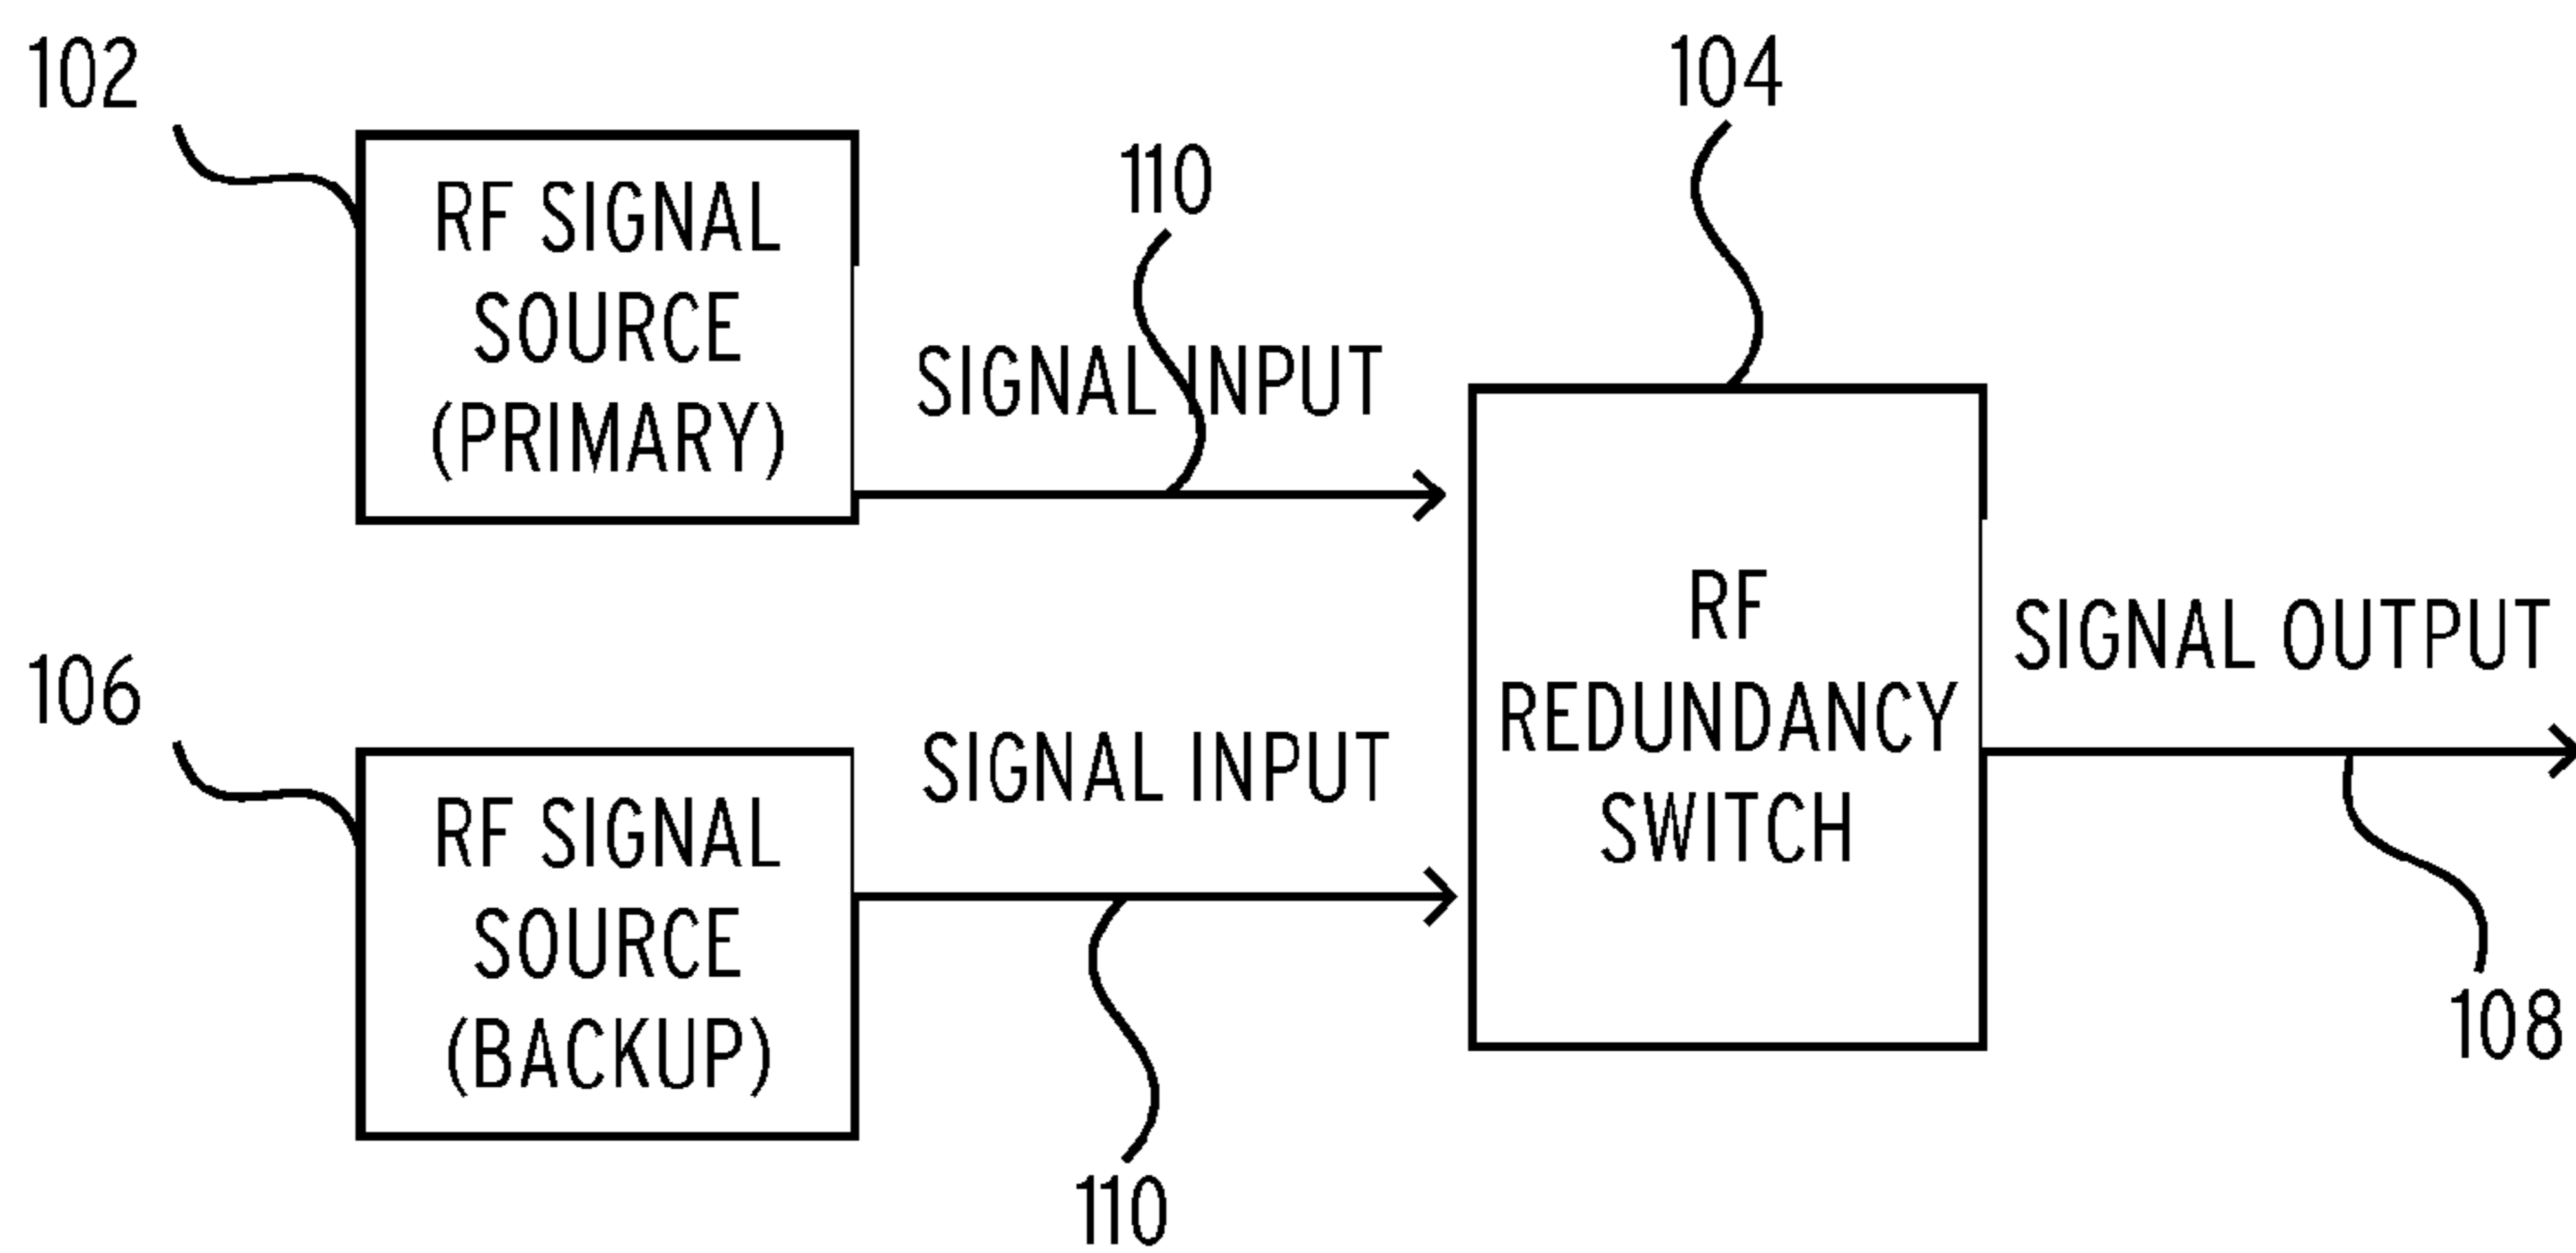 102
RF SIGNAL
SOURCE
(PRIMARY)
110
SIGNAL INPUT
104
RF
REDUNDANCY
SWITCH
SIGNAL OUTPUT
108
106
RF SIGNAL
SOURCE
(BACKUP)
SIGNAL INPUT
110